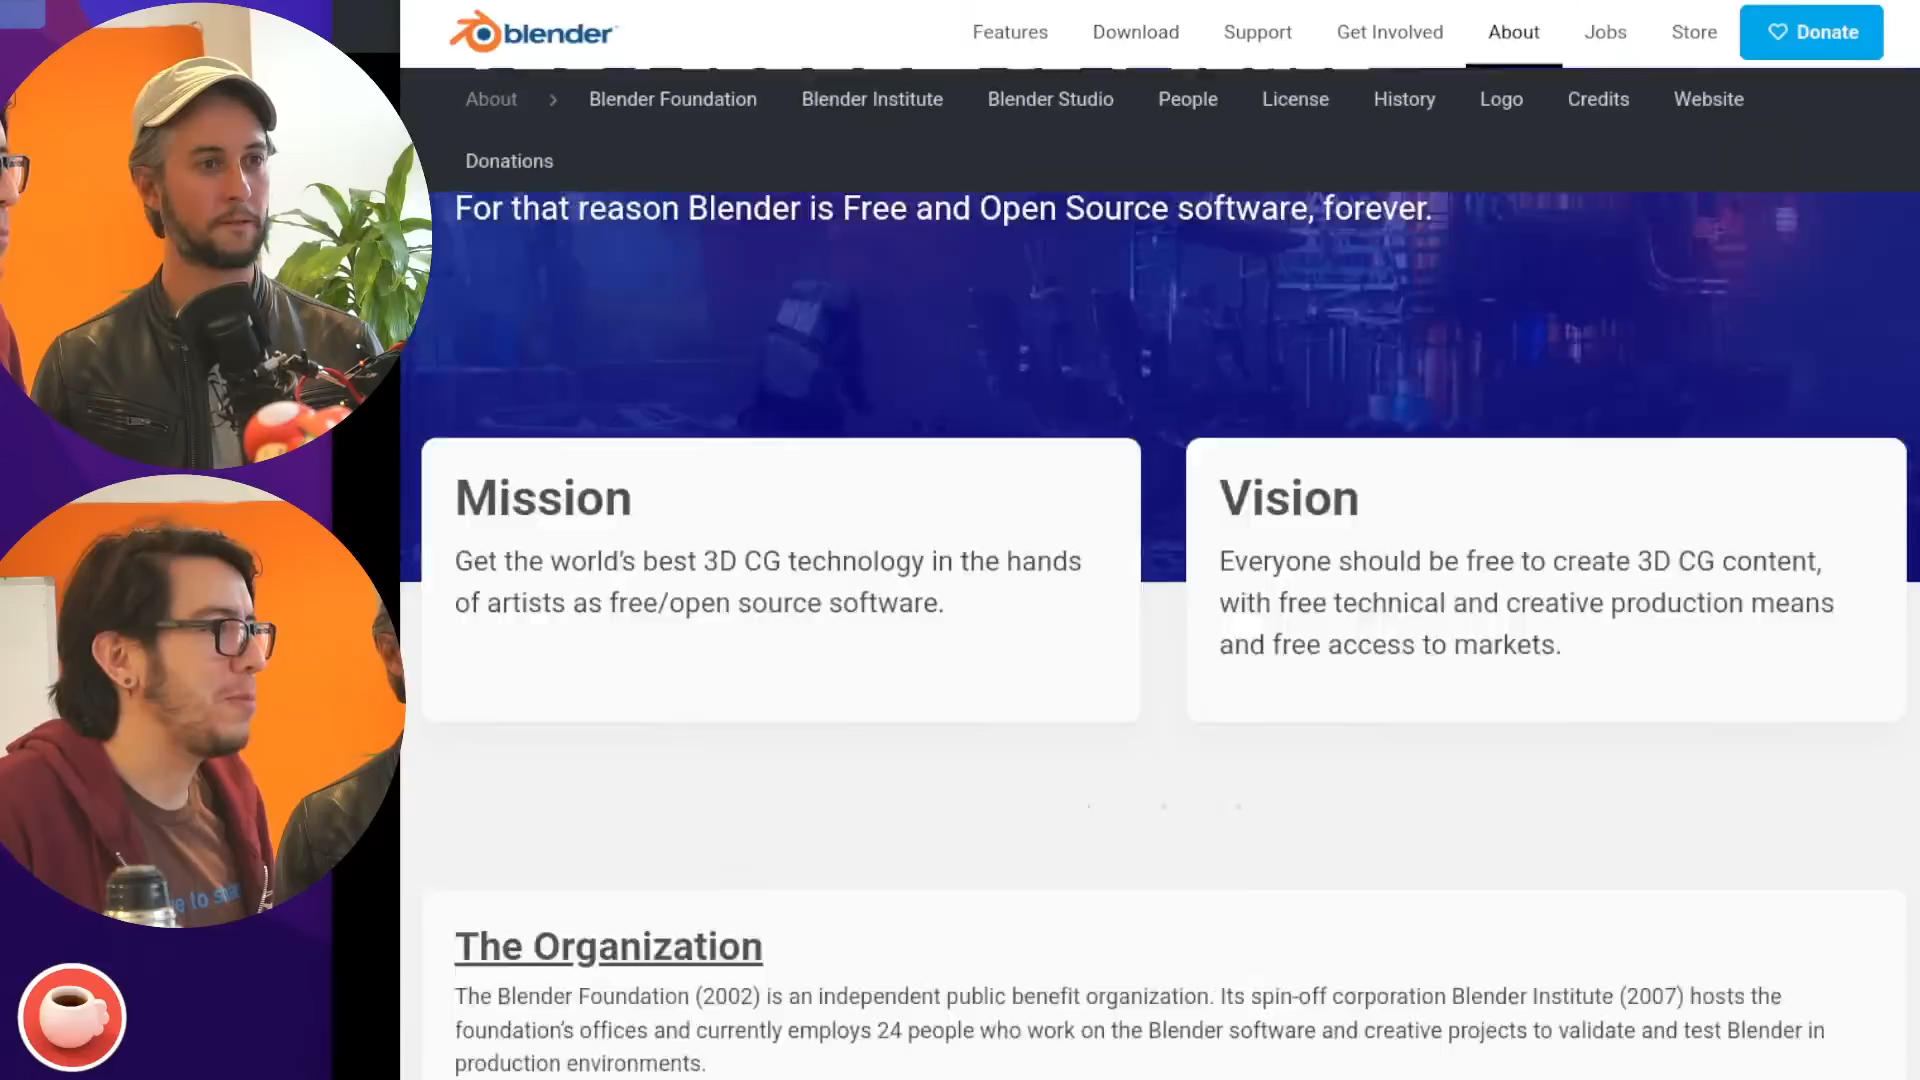 blender
Features Download Support Get Involved About Jobs Store Donate
About Blender Foundation Blender Institute Blender Studio People License History Logo Credits Website
Donations
For that reason Blender is Free and Open Source software, forever.
Mission
Get the world's best 3D CG technology in the hands
of artists as free/open source software.
Vision
Everyone should be free to create 3D CG content,
with free technical and creative production means
and free access to markets.
The Organization
The Blender Foundation (2002) is an independent public benefit organization. Its spin-off corporation Blender Institute (2007) hosts the
foundation's offices and currently employs 24 people who work on the Blender software and creative projects to validate and test Blender in
production environments.
to